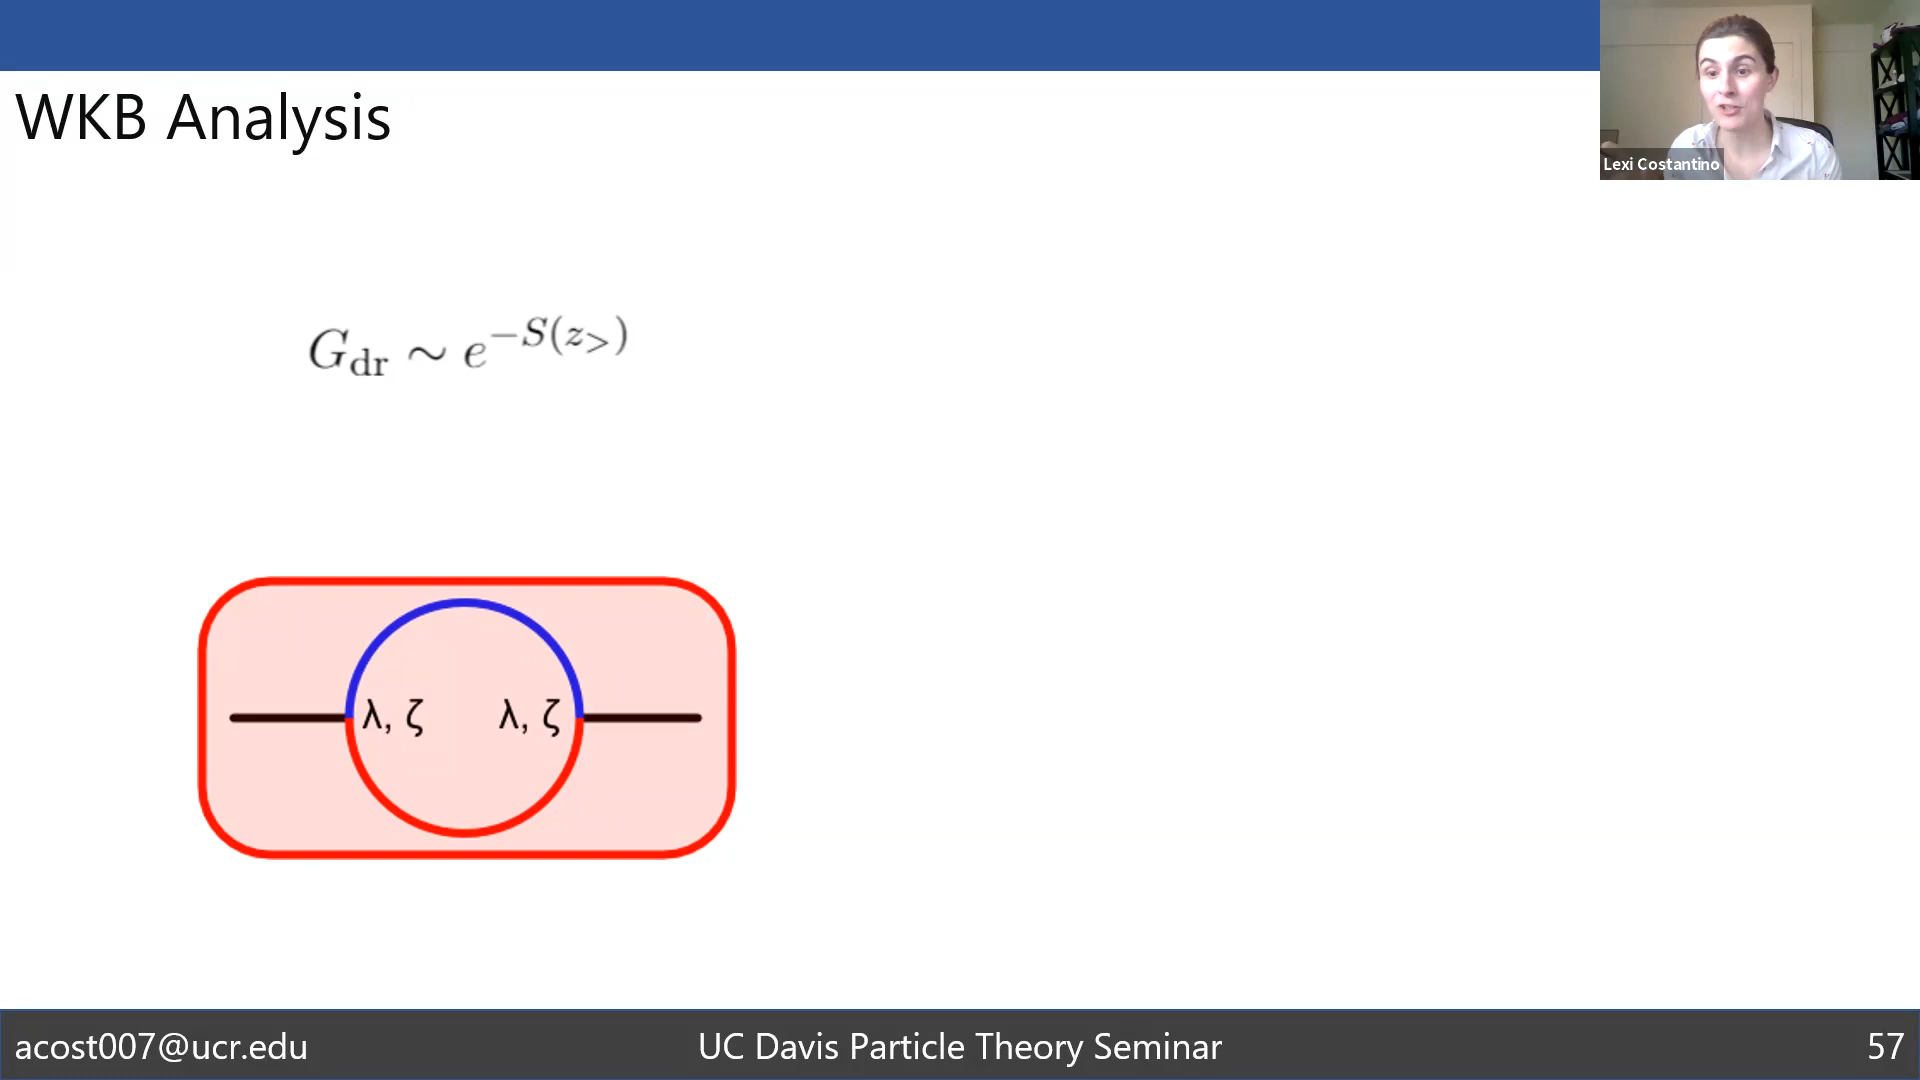 WKB Analysis
Lexi Costantino
G_dr ∼ e^{−S(z_>)}
λ, ζ λ, ζ
acost007@ucr.edu UC Davis Particle Theory Seminar 57